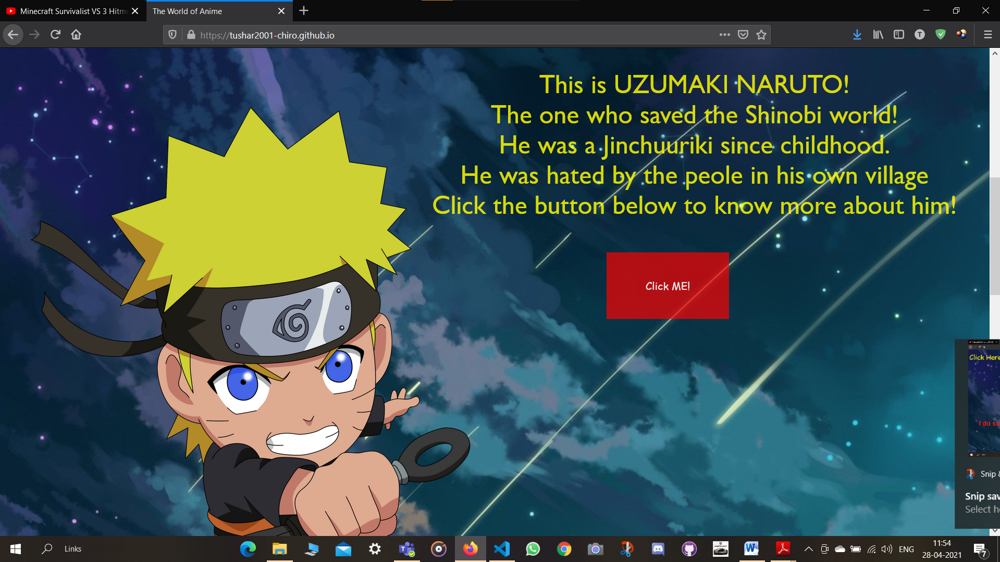 Minecraft Survivalist VS 3 Hitm
The World of Anime
https://tushar2001-chiro.github.io
T
This is UZUMAKI NARUTO!
The one who saved the Shinobi world!
He was a Jinchuuriki since childhood.
He was hated by the peole in his own village
Click the button below to know more about him!
Click ME!
Click Here
I do so
Snip &
Snip sav
Select he
Links
ENG
11:54
28-04-2021
7